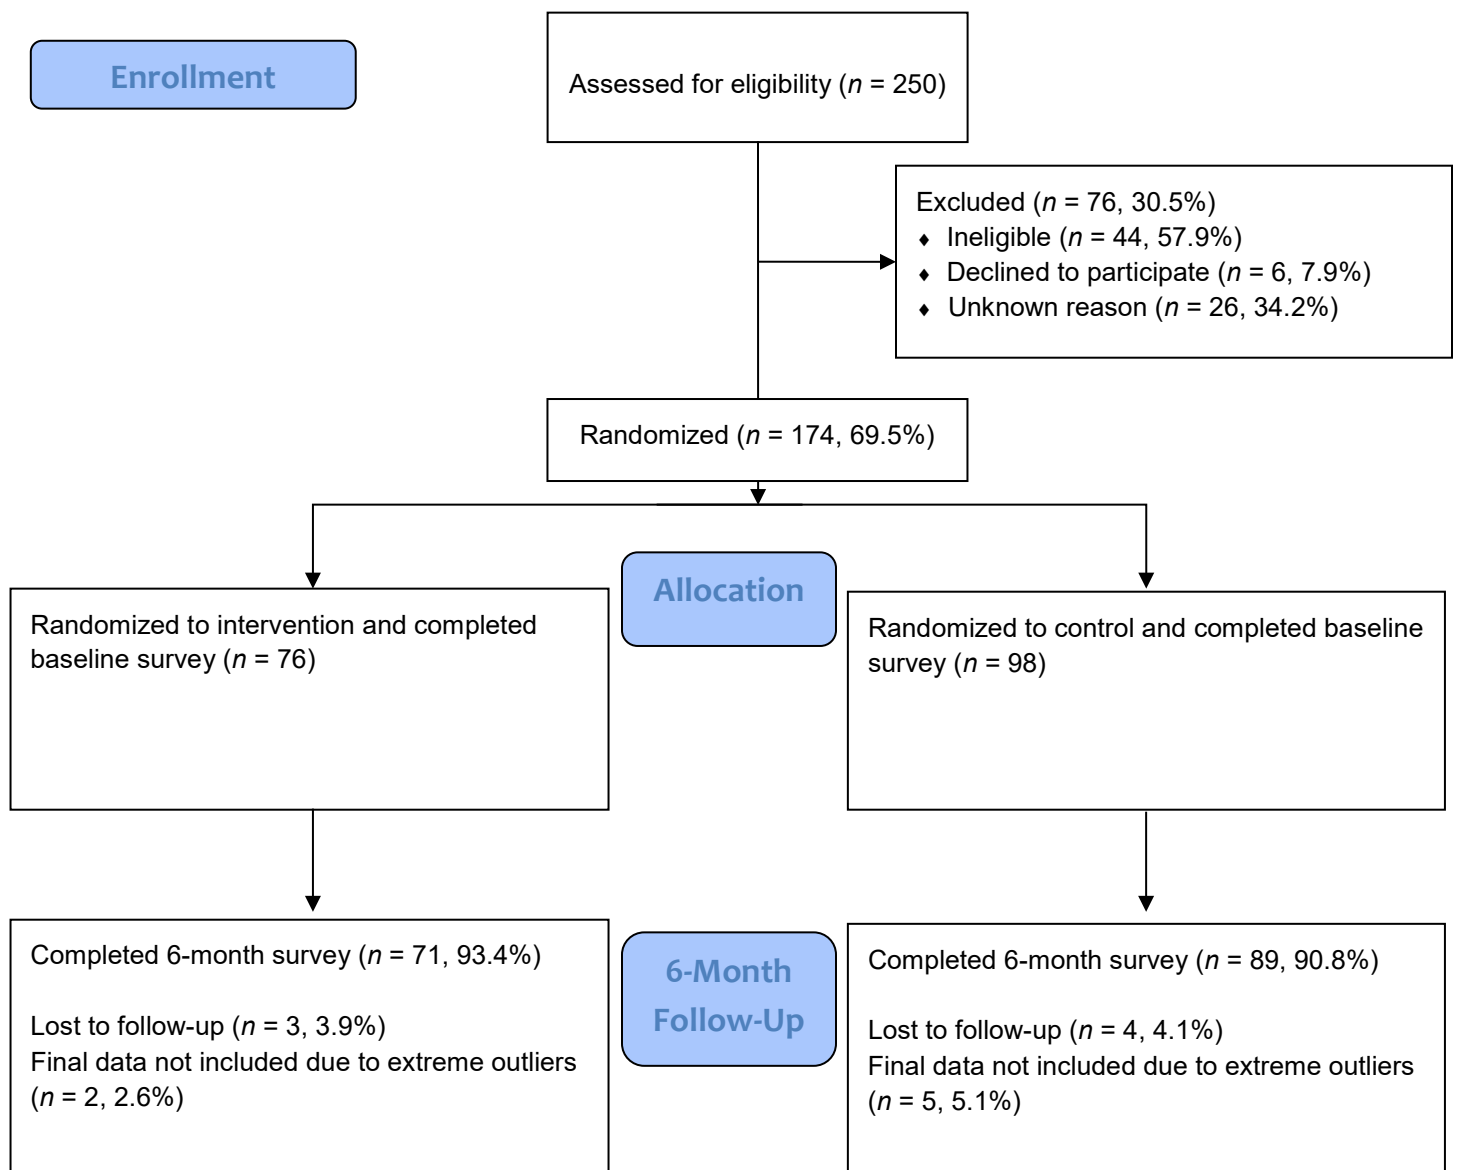 Enrollment
Assessed for eligibility (n = 250)
Excluded (n = 76, 30.5%)
♦ Ineligible (n = 44, 57.9%)
♦ Declined to participate (n = 6, 7.9%)
♦ Unknown reason (n = 26, 34.2%)
Randomized (n = 174, 69.5%)
Allocation
Randomized to intervention and completed
baseline survey (n = 76)
Randomized to control and completed baseline
survey (n = 98)
6-Month
Follow-Up
Completed 6-month survey (n = 71, 93.4%)
Lost to follow-up (n = 3, 3.9%)
Final data not included due to extreme outliers
(n = 2, 2.6%)
Completed 6-month survey (n = 89, 90.8%)
Lost to follow-up (n = 4, 4.1%)
Final data not included due to extreme outliers
(n = 5, 5.1%)